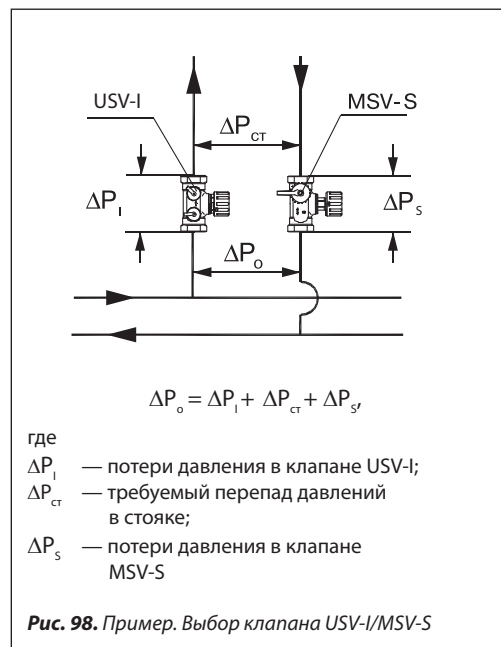 USV-I
MSV-S
ΔPст
ΔPI
ΔPS
ΔPo
ΔPo = ΔPI + ΔPст + ΔPS,
где
ΔPI — потери давления в клапане USV-I;
ΔPст — требуемый перепад давлений
в стояке;
ΔPS — потери давления в клапане
MSV-S
Рис. 98. Пример. Выбор клапана USV-I/MSV-S